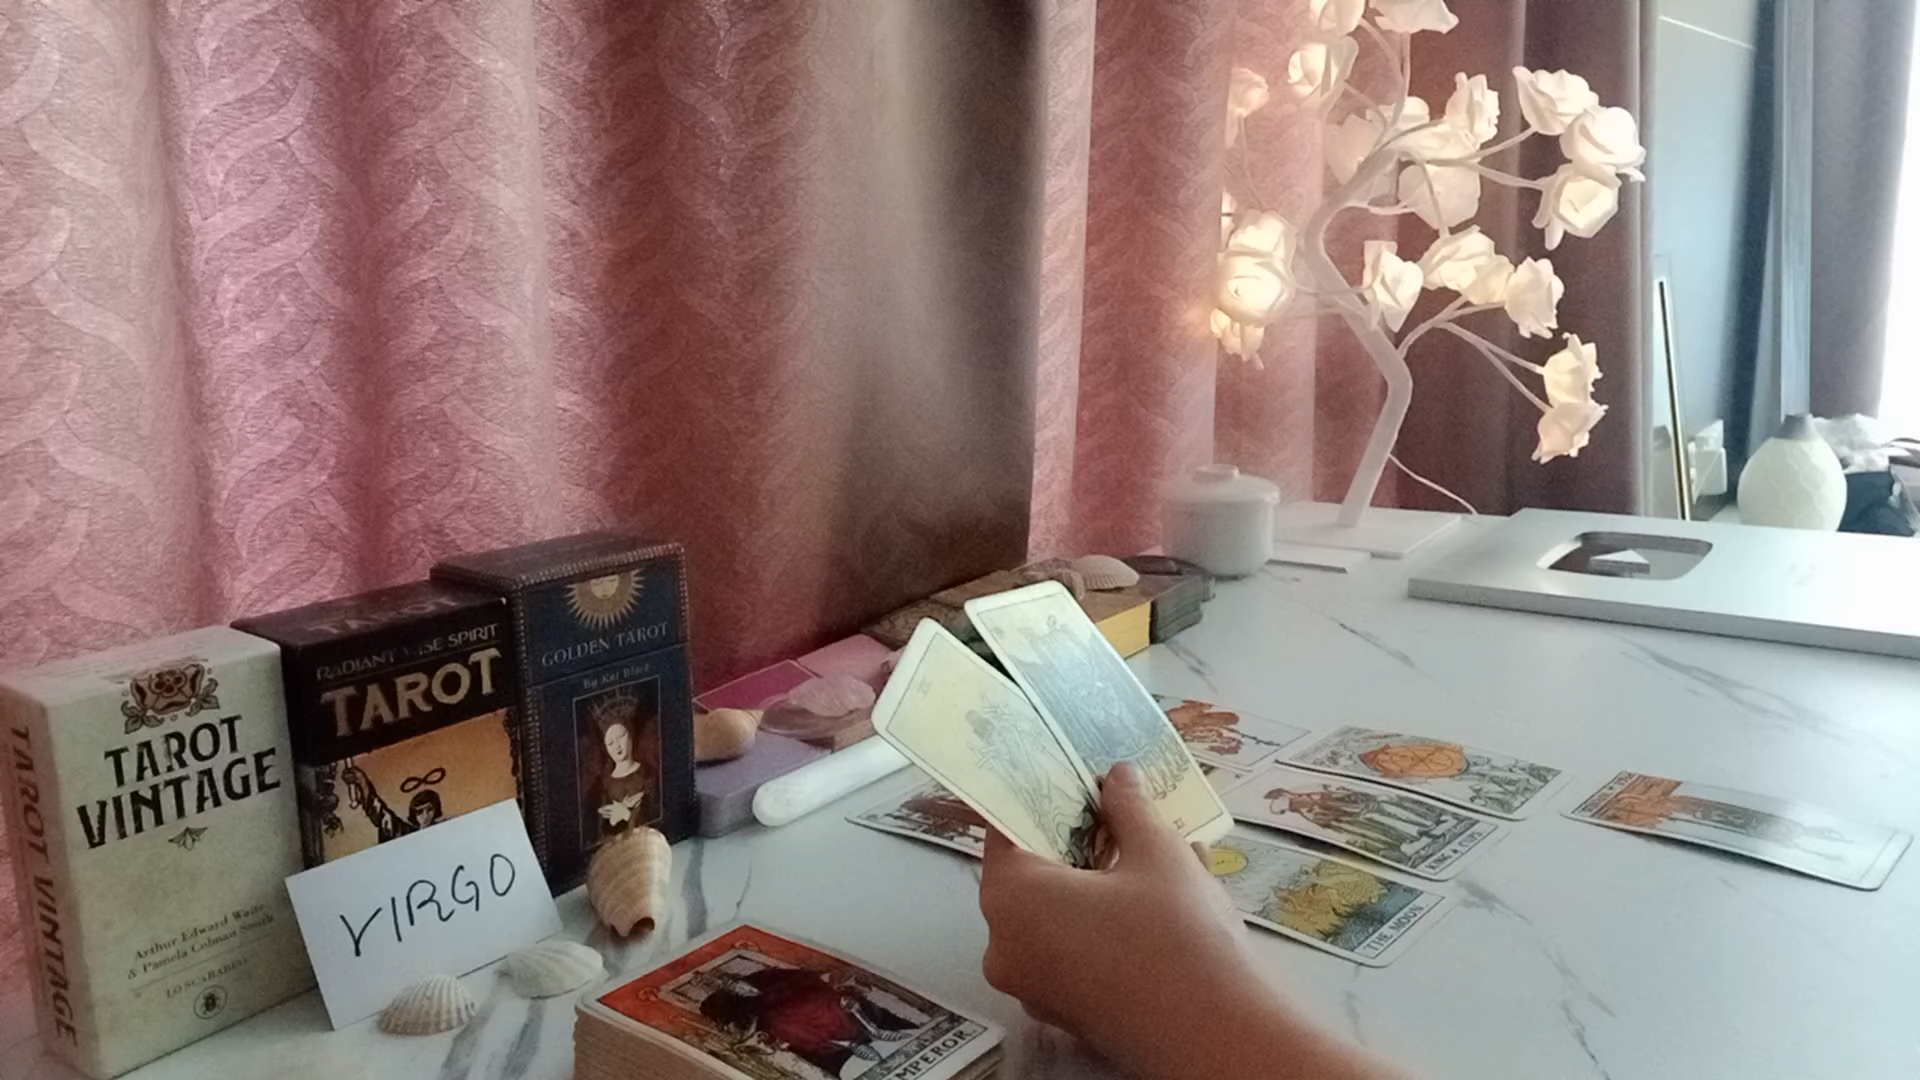 TAROT VINTAGE
TAROT
VINTAGE
Arthur Edward Waite
& Pamela Colman Smith
LO SCARABEO
TAROT
RADIANT WISE SPIRIT
TAROT
GOLDEN TAROT
By Kat Black
VIRGO
EMPEROR.
KING of CUPS
THE MOON